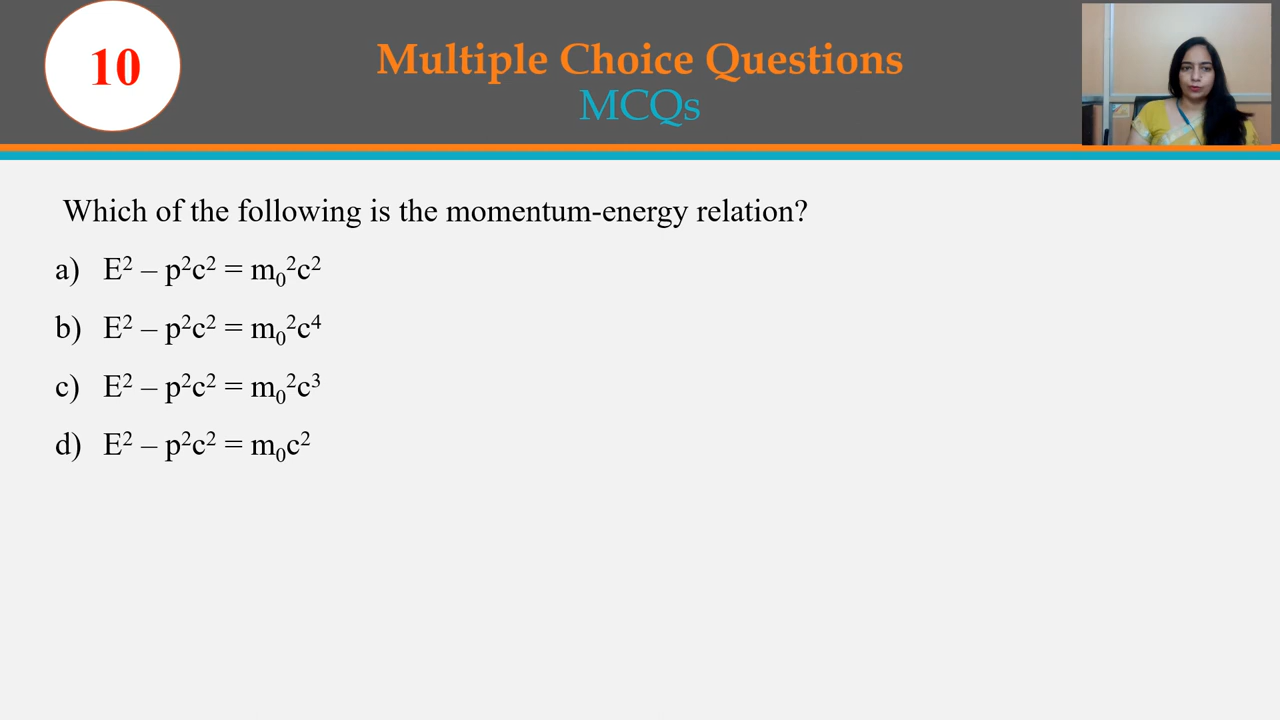 10
Multiple Choice Questions
MCQs
Which of the following is the momentum-energy relation?
a) E² – p²c² = m₀²c²
b) E² – p²c² = m₀²c⁴
c) E² – p²c² = m₀²c³
d) E² – p²c² = m₀c²